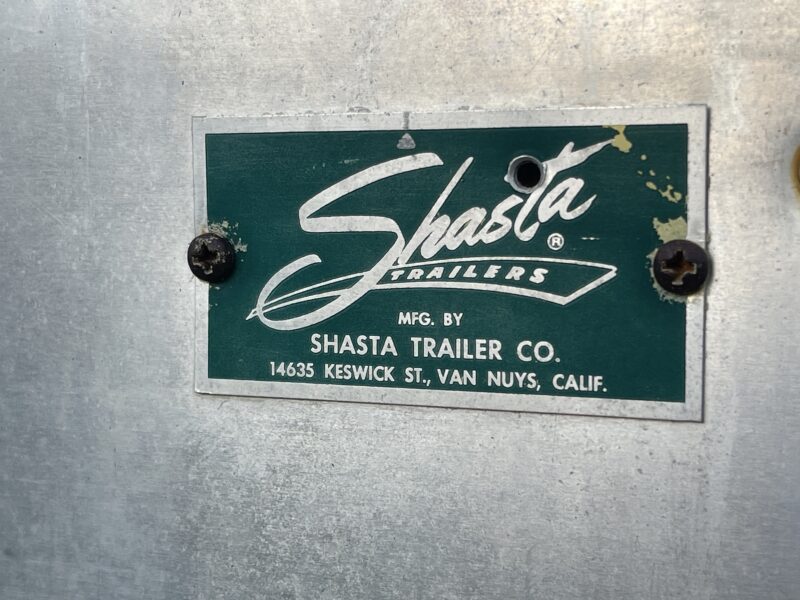 Shasta ®
TRAILERS
MFG. BY
SHASTA TRAILER CO.
14635 KESWICK ST., VAN NUYS, CALIF.